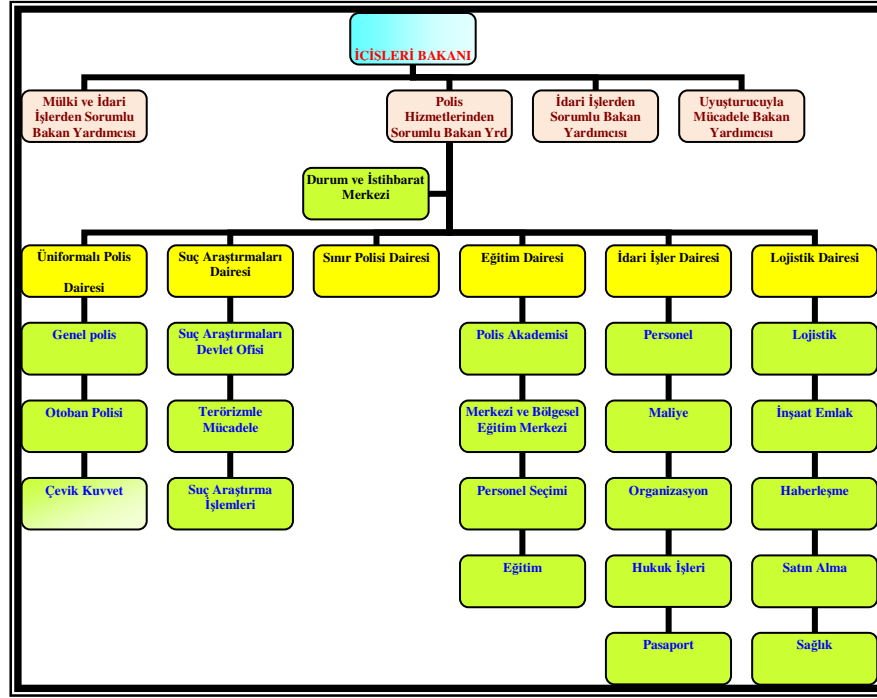 İÇİŞLERİ BAKANI
Mülki ve İdari
İşlerden Sorumlu
Bakan Yardımcısı
Polis
Hizmetlerinden
Sorumlu Bakan Yrd
İdari İşlerden
Sorumlu Bakan
Yardımcısı
Uyuşturucuyla
Mücadele Bakan
Yardımcısı
Durum ve İstihbarat
Merkezi
Üniformalı Polis
Dairesi
Suç Araştırmaları
Dairesi
Sınır Polisi Dairesi
Eğitim Dairesi
İdari İşler Dairesi
Lojistik Dairesi
Genel polis
Suç Araştırmaları
Devlet Ofisi
Polis Akademisi
Personel
Lojistik
Otoban Polisi
Terörizmle
Mücadele
Merkezi ve Bölgesel
Eğitim Merkezi
Maliye
İnşaat Emlak
Çevik Kuvvet
Suç Araştırma
İşlemleri
Personel Seçimi
Organizasyon
Haberleşme
Eğitim
Hukuk İşleri
Satın Alma
Pasaport
Sağlık